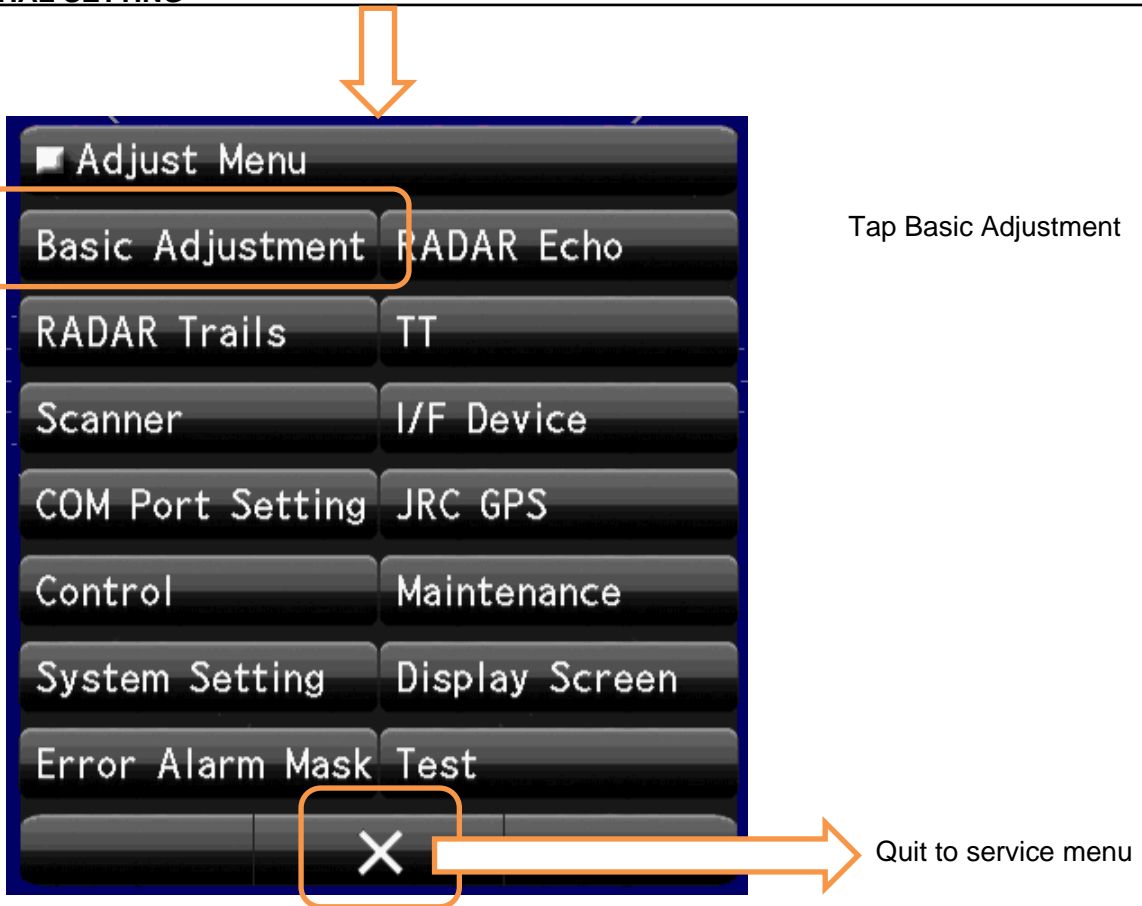 SETTING
Adjust Menu
Basic Adjustment RADAR Echo
Tap Basic Adjustment
RADAR Trails TT
Scanner I/F Device
COM Port Setting JRC GPS
Control Maintenance
System Setting Display Screen
Error Alarm Mask Test
Quit to service menu